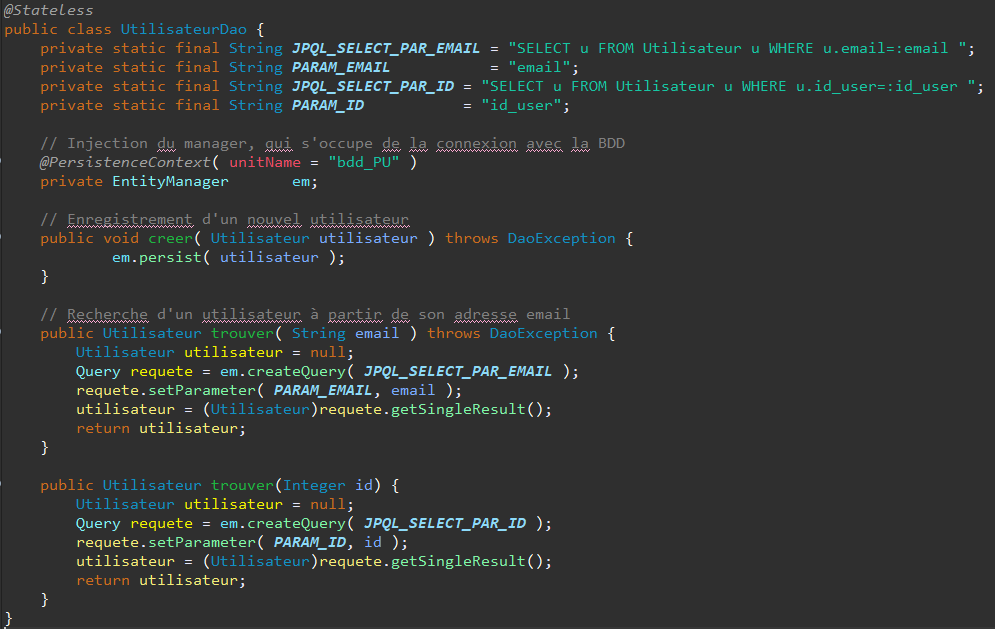 @Stateless
public class UtilisateurDao {
    private static final String JPQL_SELECT_PAR_EMAIL = "SELECT u FROM Utilisateur u WHERE u.email=:email ";
    private static final String PARAM_EMAIL           = "email";
    private static final String JPQL_SELECT_PAR_ID = "SELECT u FROM Utilisateur u WHERE u.id_user=:id_user ";
    private static final String PARAM_ID           = "id_user";

    // Injection du manager, qui s'occupe de la connexion avec la BDD
    @PersistenceContext( unitName = "bdd_PU" )
    private EntityManager       em;

    // Enregistrement d'un nouvel utilisateur
    public void creer( Utilisateur utilisateur ) throws DaoException {
            em.persist( utilisateur );
    }

    // Recherche d'un utilisateur à partir de son adresse email
    public Utilisateur trouver( String email ) throws DaoException {
        Utilisateur utilisateur = null;
        Query requete = em.createQuery( JPQL_SELECT_PAR_EMAIL );
        requete.setParameter( PARAM_EMAIL, email );
        utilisateur = (Utilisateur)requete.getSingleResult();
        return utilisateur;
    }

    public Utilisateur trouver(Integer id) {
        Utilisateur utilisateur = null;
        Query requete = em.createQuery( JPQL_SELECT_PAR_ID );
        requete.setParameter( PARAM_ID, id );
        utilisateur = (Utilisateur)requete.getSingleResult();
        return utilisateur;
    }
}